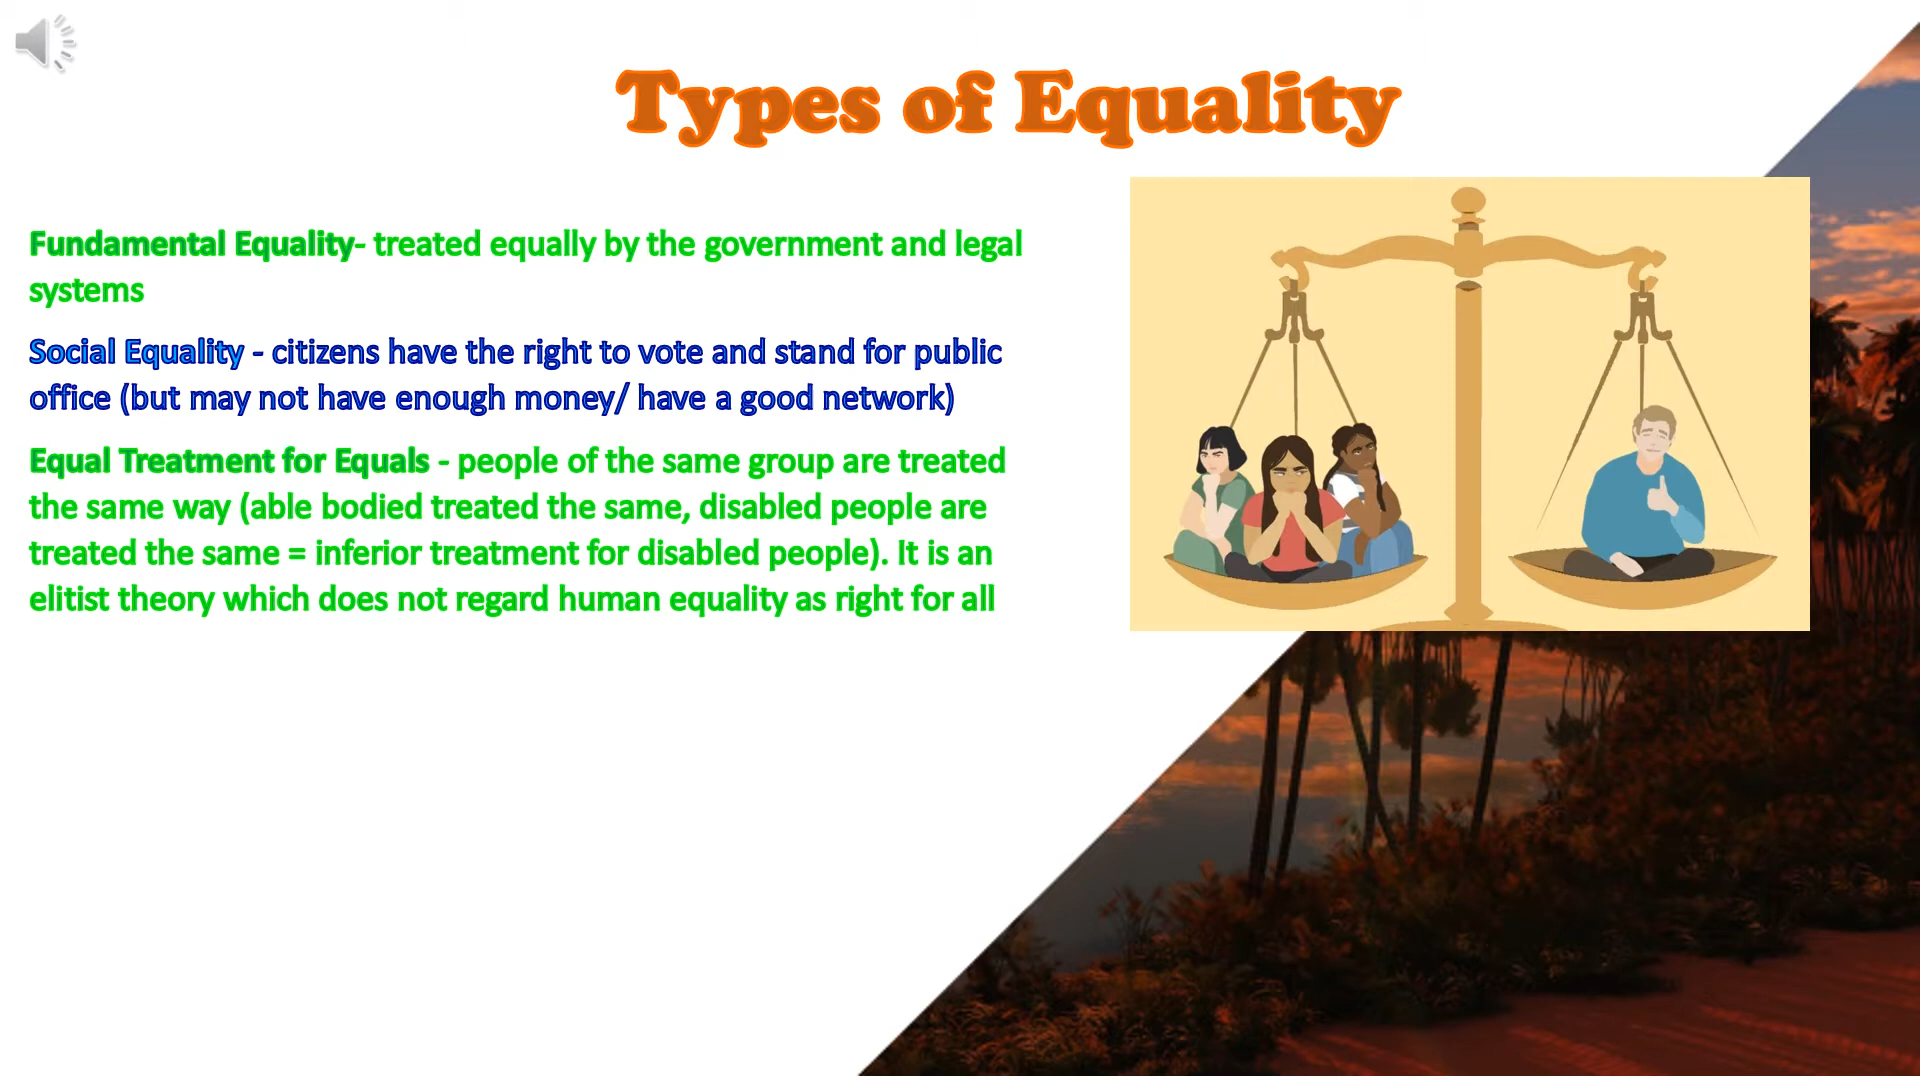 Types of Equality
Fundamental Equality- treated equally by the government and legal
systems
Social Equality - citizens have the right to vote and stand for public
office (but may not have enough money/ have a good network)
Equal Treatment for Equals - people of the same group are treated
the same way (able bodied treated the same, disabled people are
treated the same = inferior treatment for disabled people). It is an
elitist theory which does not regard human equality as right for all